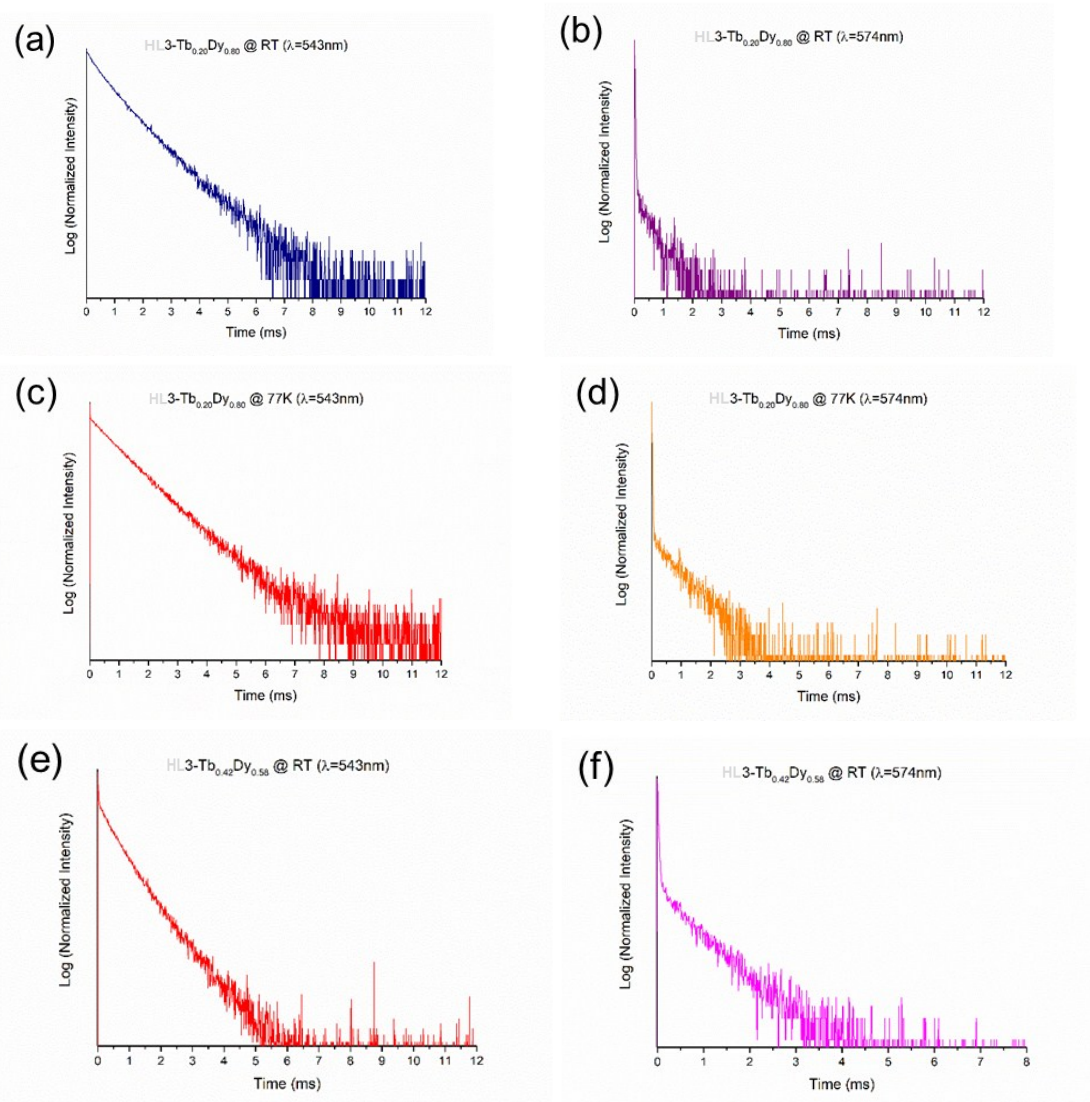 (a)
HL3-Tb0.20Dy0.80 @ RT (λ=543nm)
Log (Normalized Intensity)
0 1 2 3 4 5 6 7 8 9 10 11 12
Time (ms)
(b)
HL3-Tb0.20Dy0.80 @ RT (λ=574nm)
Log (Normalized Intensity)
0 1 2 3 4 5 6 7 8 9 10 11 12
Time (ms)
(c)
HL3-Tb0.20Dy0.80 @ 77K (λ=543nm)
Log (Normalized Intensity)
0 1 2 3 4 5 6 7 8 9 10 11 12
Time (ms)
(d)
HL3-Tb0.20Dy0.80 @ 77K (λ=574nm)
Log (Normalized Intensity)
0 1 2 3 4 5 6 7 8 9 10 11 12
Time (ms)
(e)
HL3-Tb0.42Dy0.58 @ RT (λ=543nm)
Log (Normalized Intensity)
0 1 2 3 4 5 6 7 8 9 10 11 12
Time (ms)
(f)
HL3-Tb0.42Dy0.58 @ RT (λ=574nm)
Log (Normalized Intensity)
0 1 2 3 4 5 6 7 8
Time (ms)